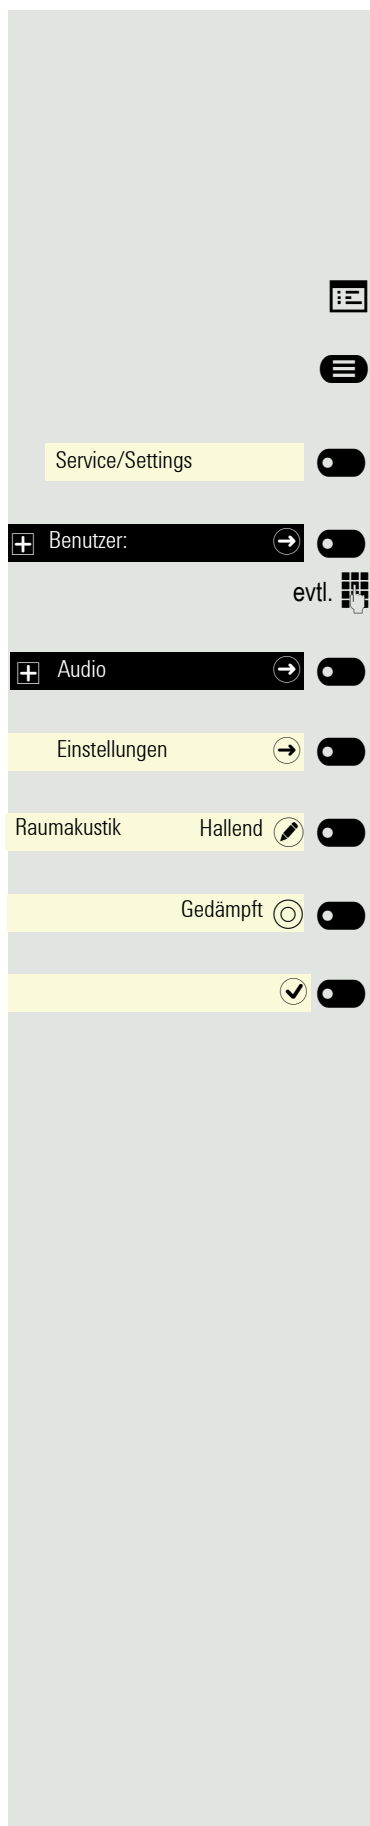 Service/Settings
Benutzer:
evtl.
Audio
Einstellungen
Raumakustik Hallend
Gedämpft